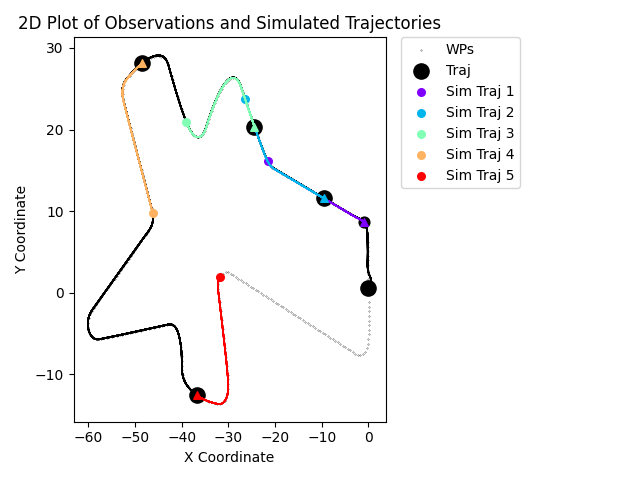 2D Plot of Observations and Simulated Trajectories
30
20
10
0
−10
Y Coordinate
−60
−50
−40
−30
−20
−10
0
X Coordinate
WPs
Traj
Sim Traj 1
Sim Traj 2
Sim Traj 3
Sim Traj 4
Sim Traj 5